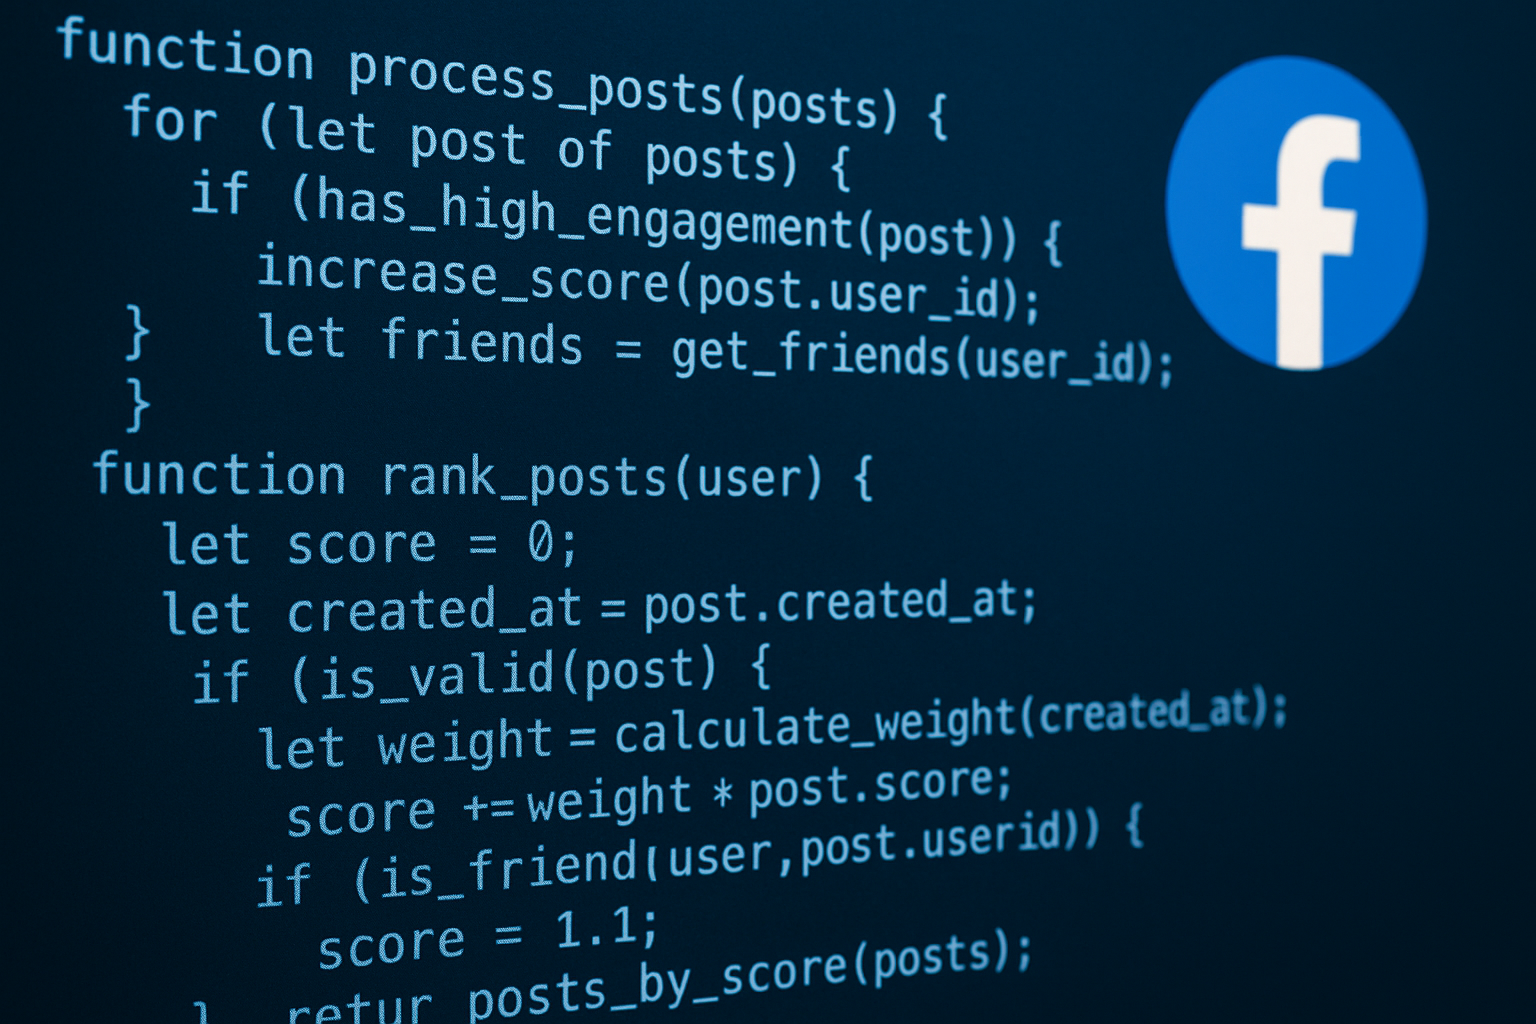 function process_posts(posts) {
for (let post of posts) {
if (has_high_engagement(post)) {
increase_score(post.user_id);
} let friends = get_friends(user_id);
}
function rank_posts(user) {
let score = 0;
let created_at = post.created_at;
if (is_valid(post) {
let weight = calculate_weight(created_at);
score += weight * post.score;
if (is_friend(user,post.userid)) {
score = 1.1;
} retur posts_by_score(posts);